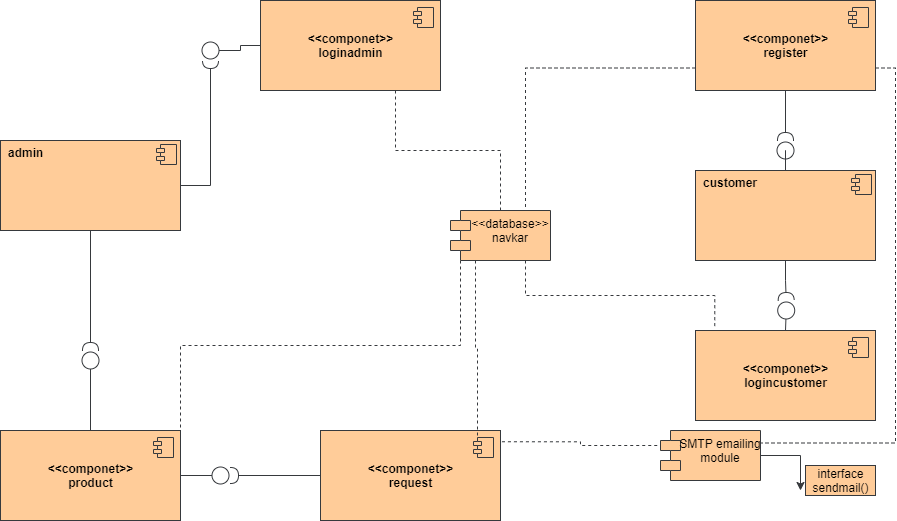 <<componet>>
loginadmin
<<componet>>
register
admin
customer
<<database>>
navkar
<<componet>>
logincustomer
<<componet>>
product
<<componet>>
request
SMTP emailing
module
interface
sendmail()